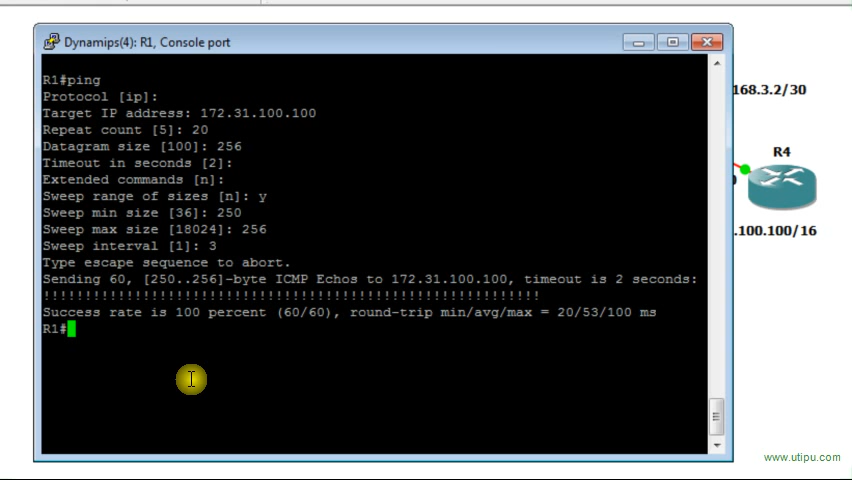 Dynamips(4): R1, Console port
R1#ping
Protocol [ip]:
Target IP address: 172.31.100.100
Repeat count [5]: 20
Datagram size [100]: 256
Timeout in seconds [2]:
Extended commands [n]:
Sweep range of sizes [n]: y
Sweep min size [36]: 250
Sweep max size [18024]: 256
Sweep interval [1]: 3
Type escape sequence to abort.
Sending 60, [250..256]-byte ICMP Echos to 172.31.100.100, timeout is 2 seconds:
!!!!!!!!!!!!!!!!!!!!!!!!!!!!!!!!!!!!!!!!!!!!!!!!!!!!!!!!!!!!
Success rate is 100 percent (60/60), round-trip min/avg/max = 20/53/100 ms
R1#
168.3.2/30
R4
.100.100/16
www.utipu.com